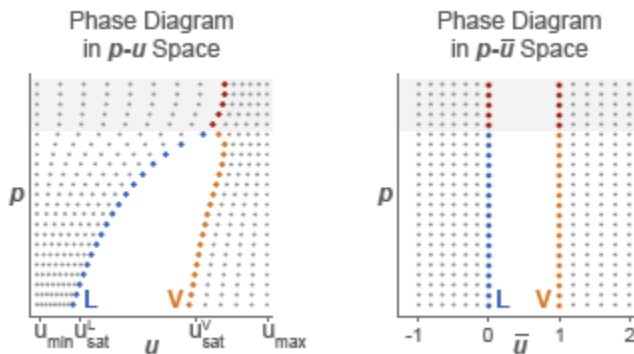 Phase Diagram
in p-u Space
p
L
V
u_min
u^L_sat
u
u^V_sat
u_max
Phase Diagram
in p-ū Space
p
L
V
-1
0
ū
1
2